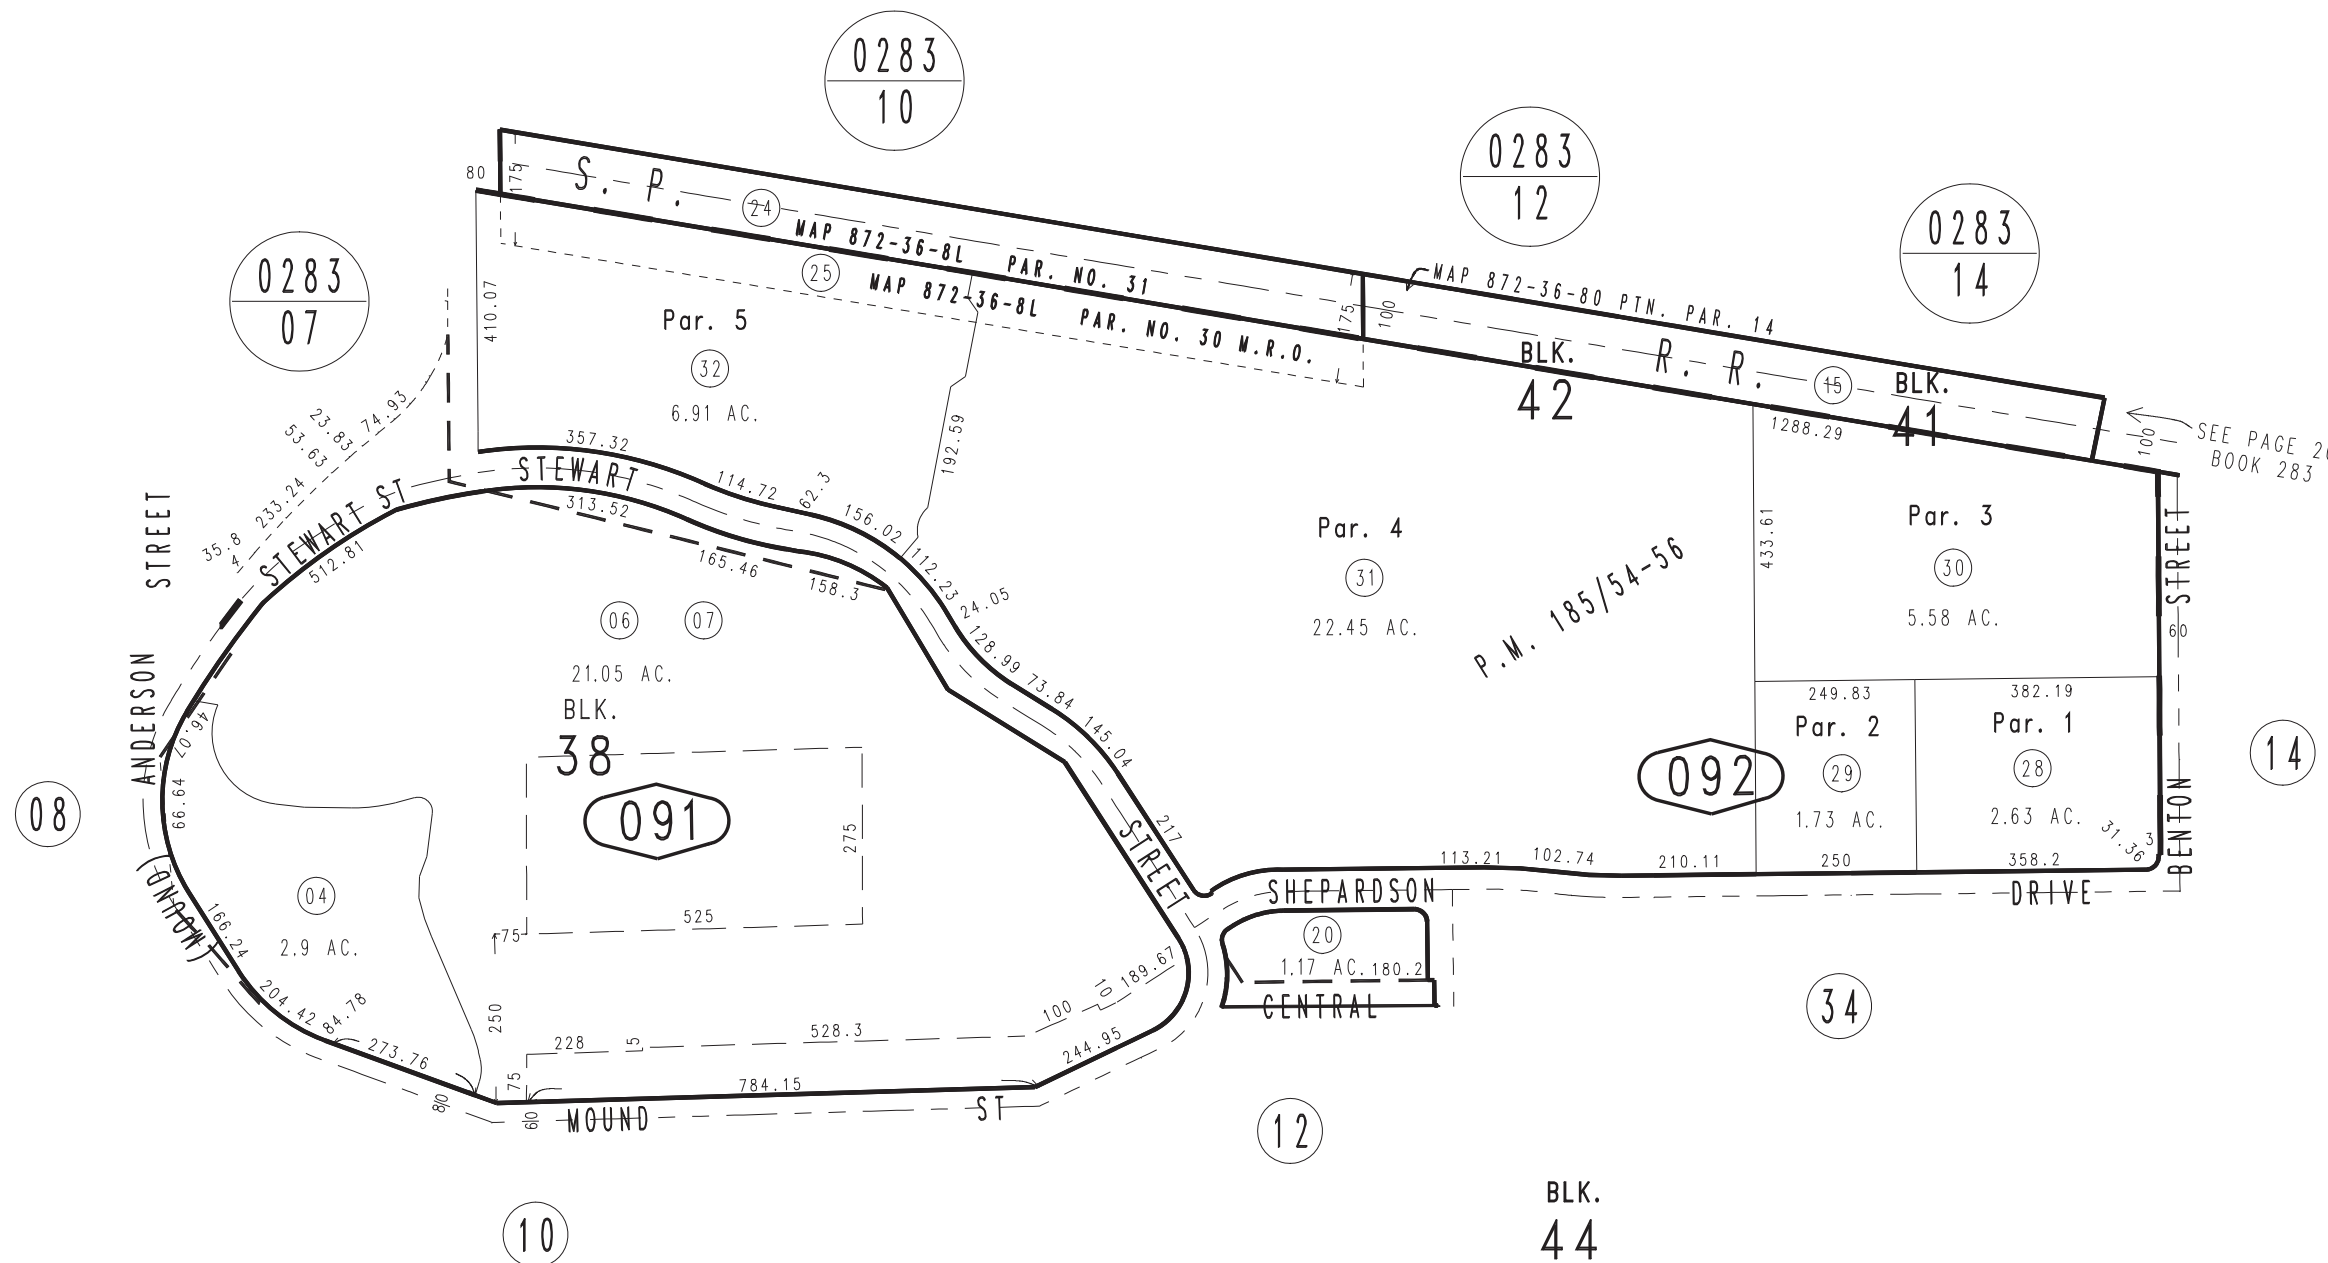 0283
10
0283
12
0283
14
0283
07
80
175
S. P.
24
MAP 872-36-8L PAR. NO. 31
25
MAP 872-36-8L PAR. NO. 30 M.R.O.
175
100
MAP 872-36-80 PTN. PAR. 14
BLK.
42
R. R.
15
BLK.
41
1288.29
100
SEE PAGE
BOOK 283
410.07
Par. 5
32
6.91 AC.
192.59
74.93
23.83
53.63
233.24
35.8
4
STREET
STEWART ST
512.81
357.32
STEWART
313.52
114.72
62.3
156.02
165.46
158.3
112.23
24.05
128.99
73.84
145.04
217
STREET
Par. 4
31
22.45 AC.
P.M. 185/54-56
433.61
Par. 3
30
5.58 AC.
STREET
60
06
07
21.05 AC.
BLK.
38
091
275
525
75
250
ANDERSON
46.07
66.64
08
(MOUND)
04
2.9 AC.
166.24
204.42
84.78
273.76
80
75
60
228
5
528.3
100
10
189.67
244.95
784.15
MOUND ST
249.83
Par. 2
29
1.73 AC.
250
382.19
Par. 1
28
2.63 AC.
358.2
31.36
3
BENTON
14
092
113.21
102.74
210.11
SHEPARDSON DRIVE
20
1.17 AC.
180.2
CENTRAL
34
12
10
BLK.
44